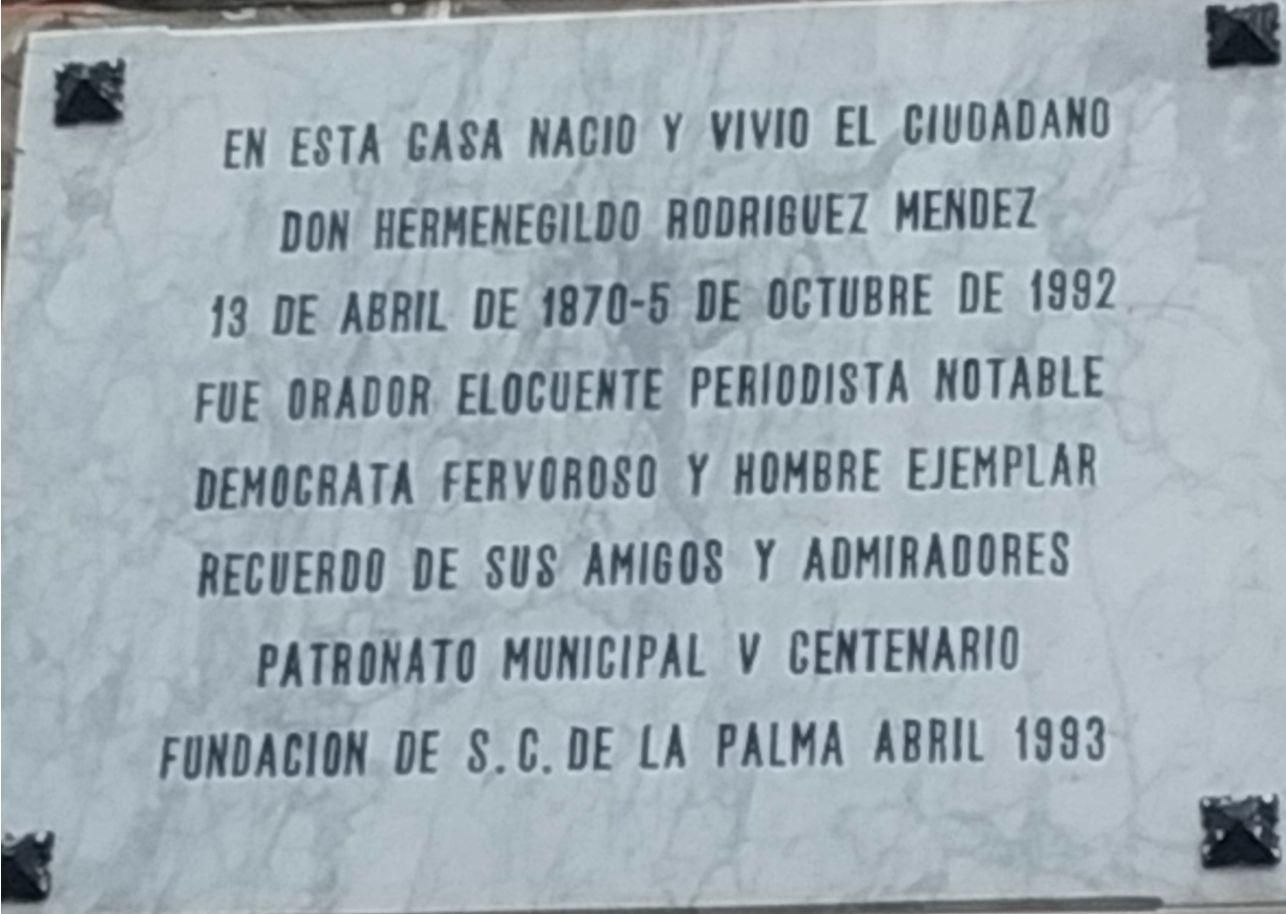 EN ESTA CASA NACIO Y VIVIO EL CIUDADANO
DON HERMENEGILDO RODRIGUEZ MENDEZ
13 DE ABRIL DE 1870-5 DE OCTUBRE DE 1992
FUE ORADOR ELOCUENTE PERIODISTA NOTABLE
DEMOCRATA FERVOROSO Y HOMBRE EJEMPLAR
RECUERDO DE SUS AMIGOS Y ADMIRADORES
PATRONATO MUNICIPAL V CENTENARIO
FUNDACION DE S.C. DE LA PALMA ABRIL 1993